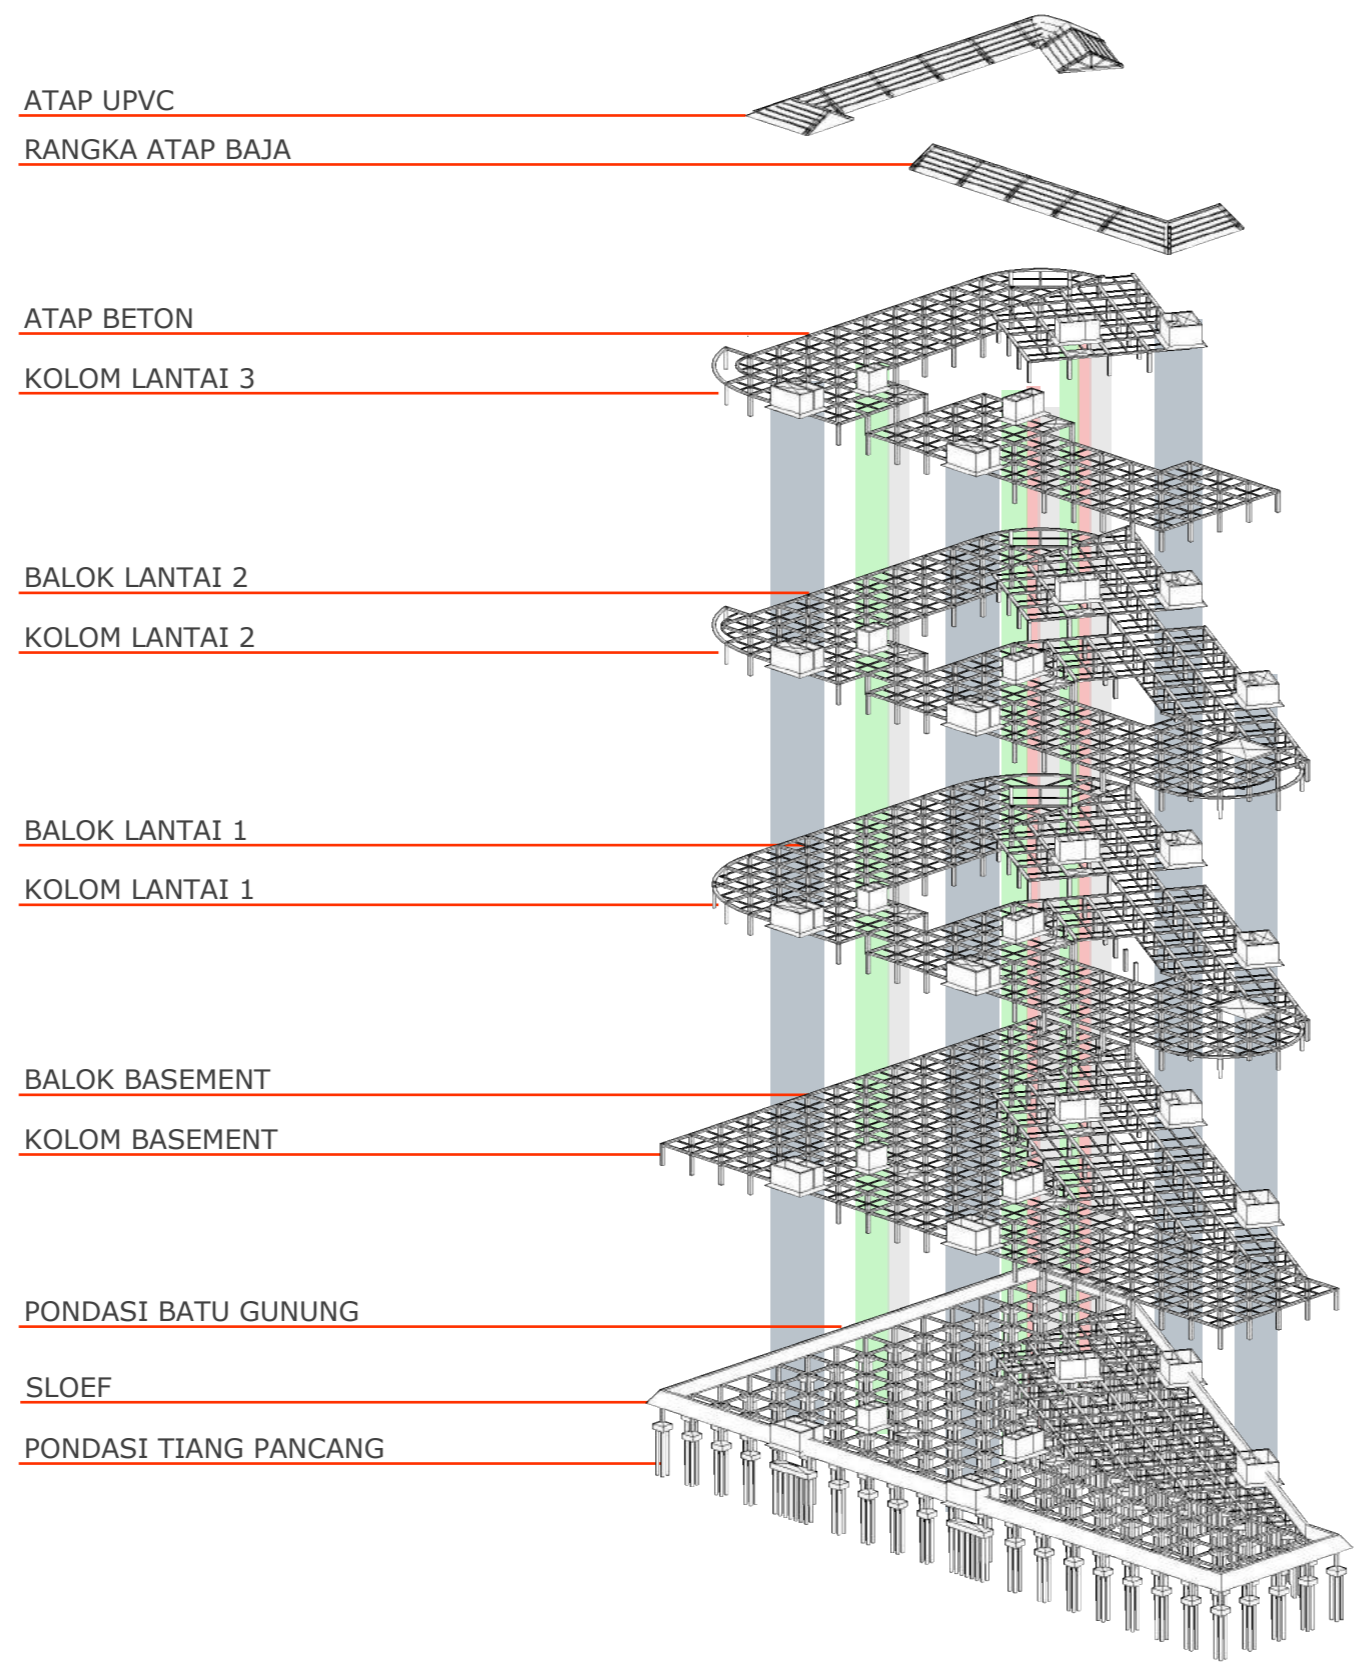 ATAP UPVC
RANGKA ATAP BAJA
ATAP BETON
KOLOM LANTAI 3
BALOK LANTAI 2
KOLOM LANTAI 2
BALOK LANTAI 1
KOLOM LANTAI 1
BALOK BASEMENT
KOLOM BASEMENT
PONDASI BATU GUNUNG
SLOEF
PONDASI TIANG PANCANG